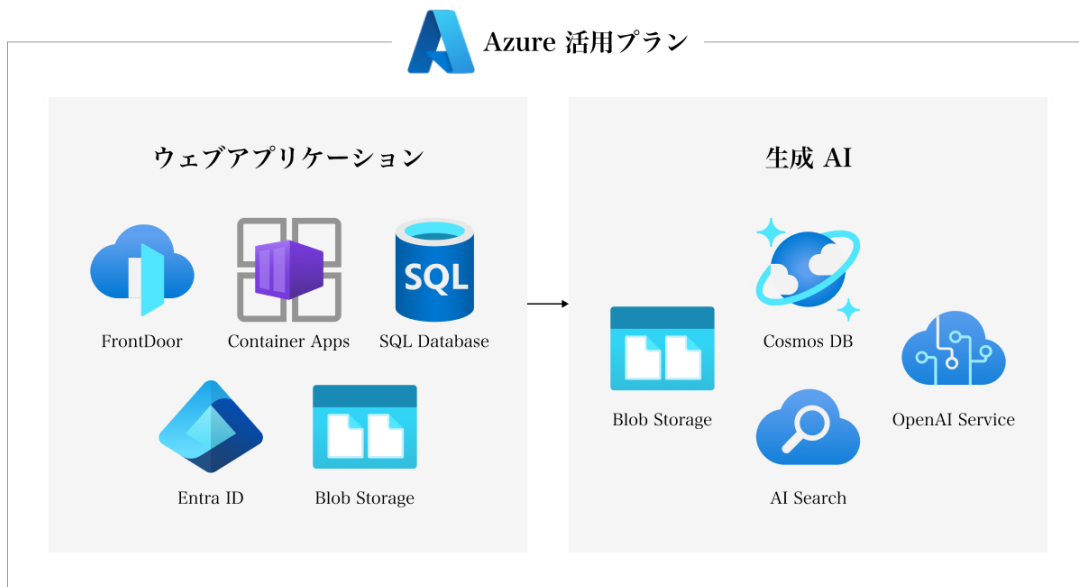 Azure 活用プラン
ウェブアプリケーション
FrontDoor
Container Apps
SQL
SQL Database
Entra ID
Blob Storage
生成 AI
Blob Storage
Cosmos DB
AI Search
OpenAI Service